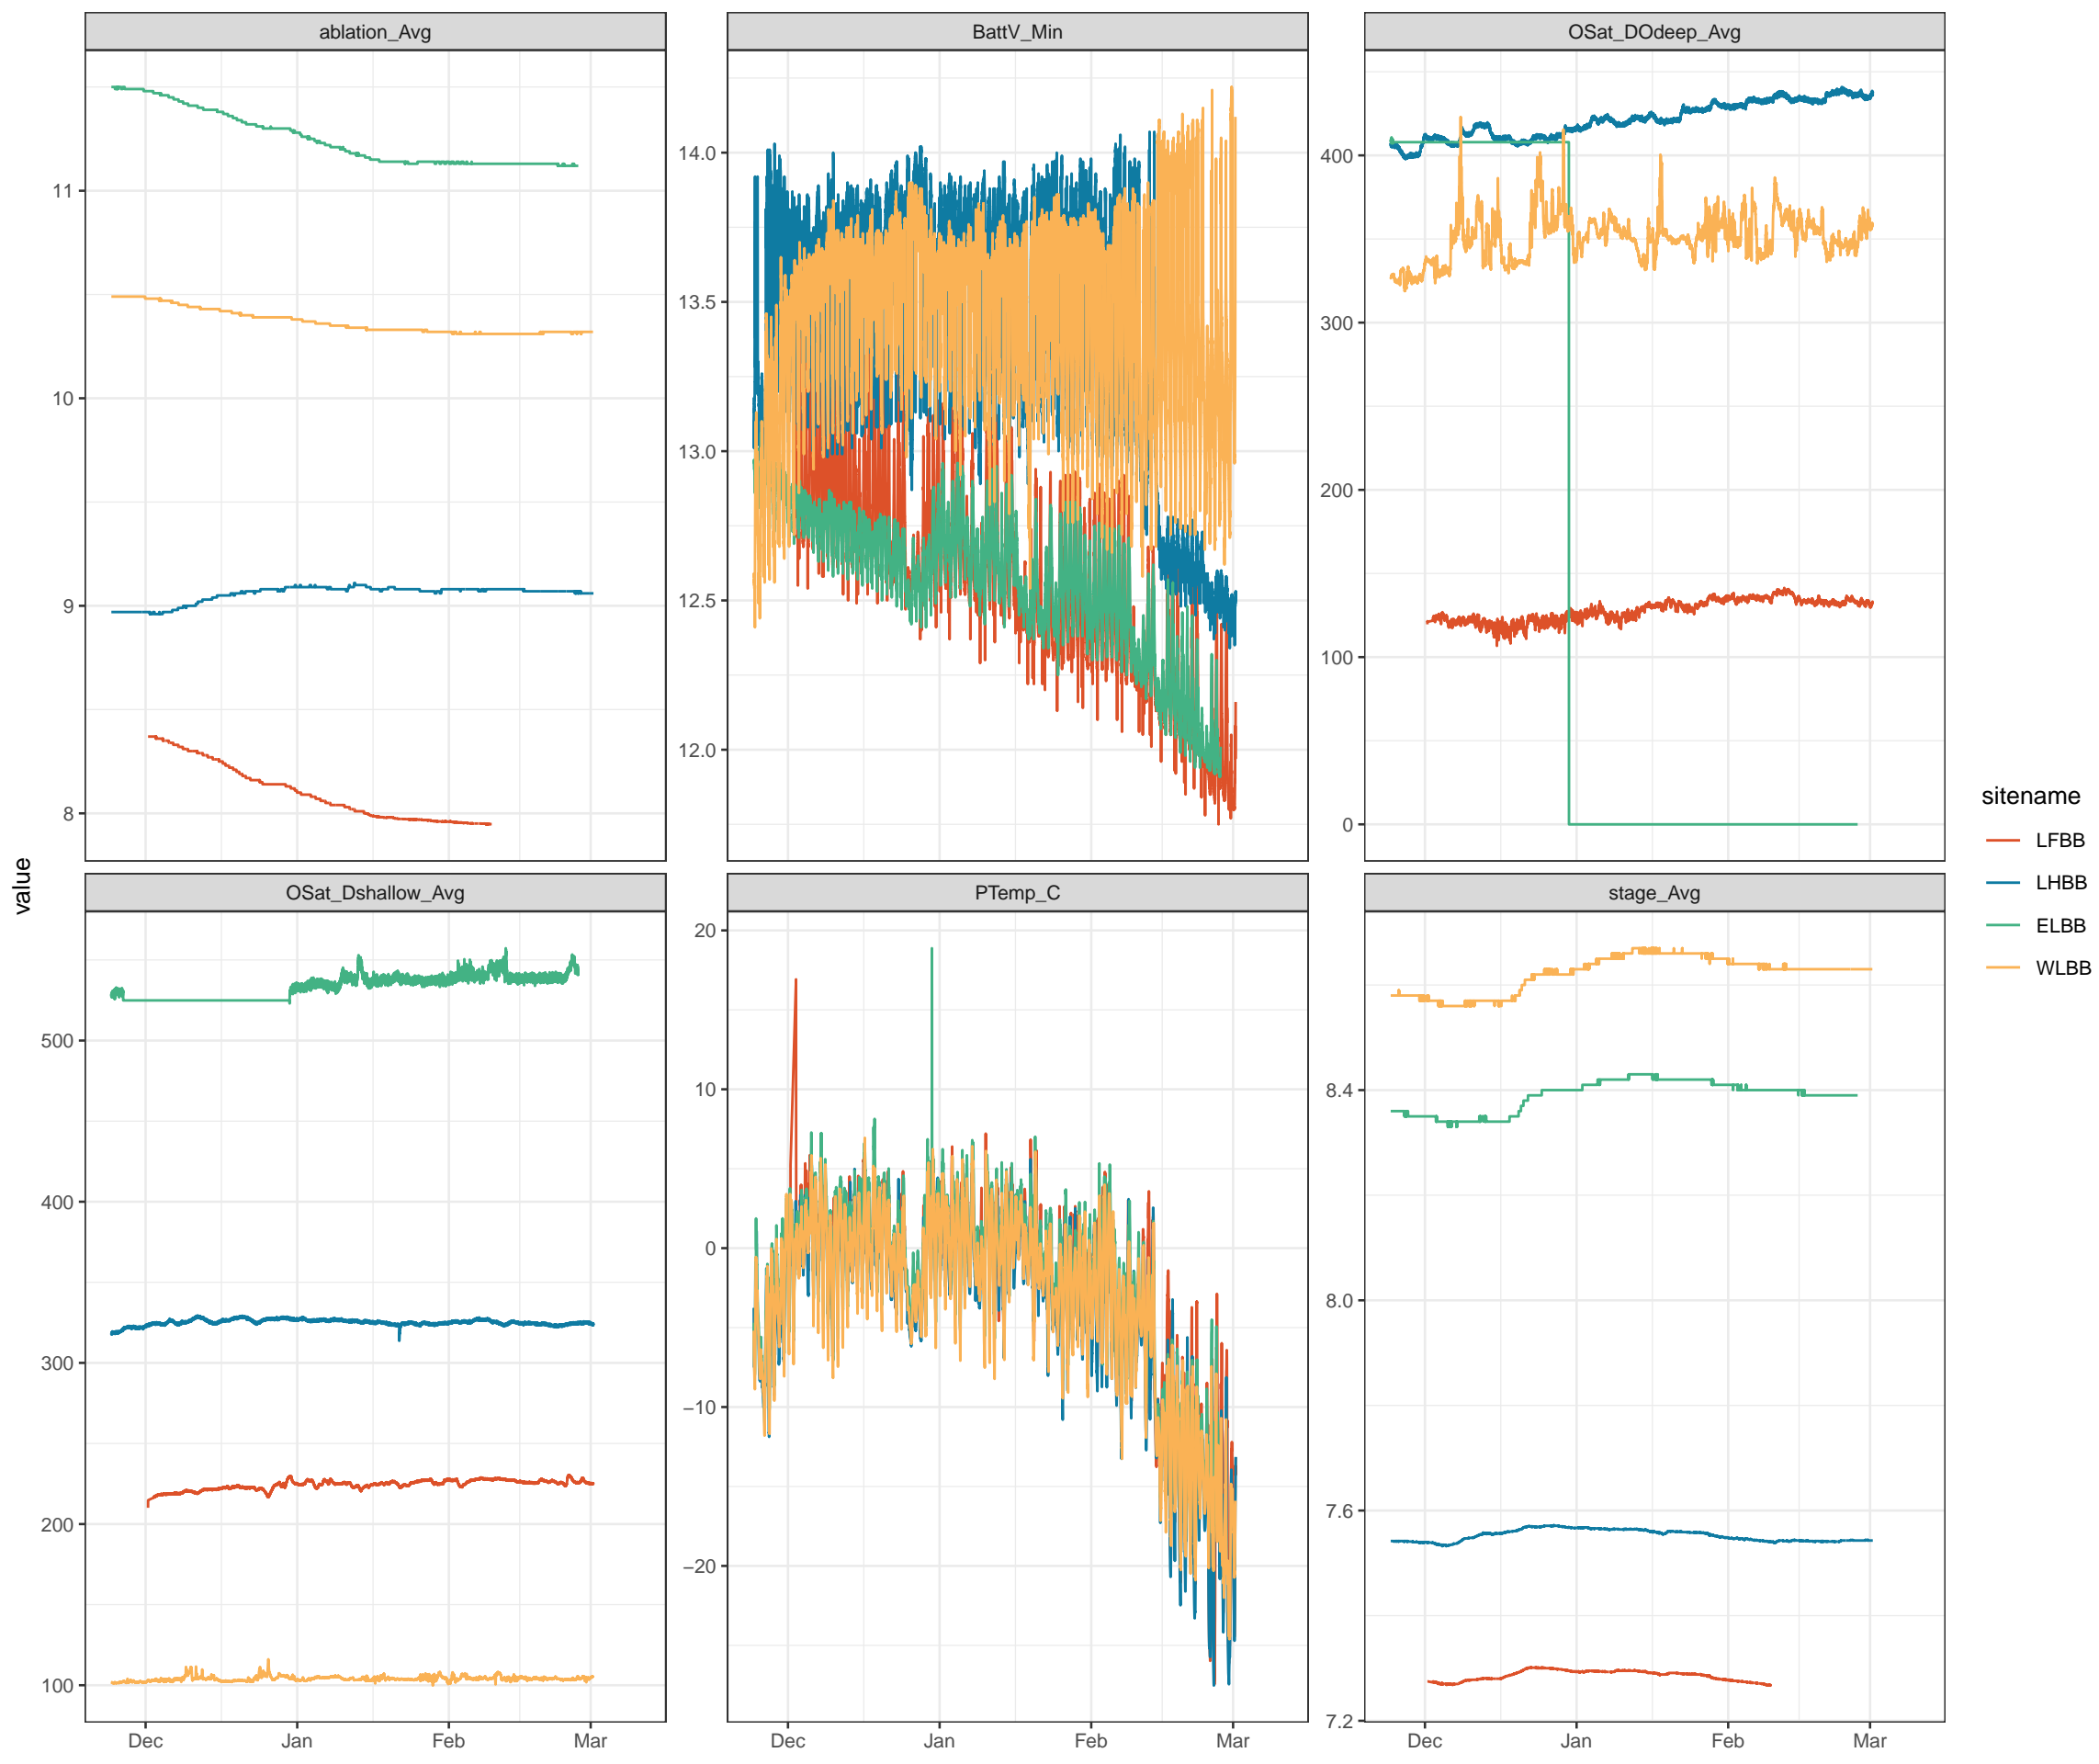 ablation_Avg
BattV_Min
OSat_DOdeep_Avg
11
10
9
8
14.0
13.5
13.0
12.5
12.0
400
300
200
100
0
value
OSat_Dshallow_Avg
PTemp_C
stage_Avg
500
400
300
200
100
20
10
0
−10
−20
8.4
8.0
7.6
7.2
Dec Jan Feb Mar
Dec Jan Feb Mar
Dec Jan Feb Mar
sitename
LFBB
LHBB
ELBB
WLBB